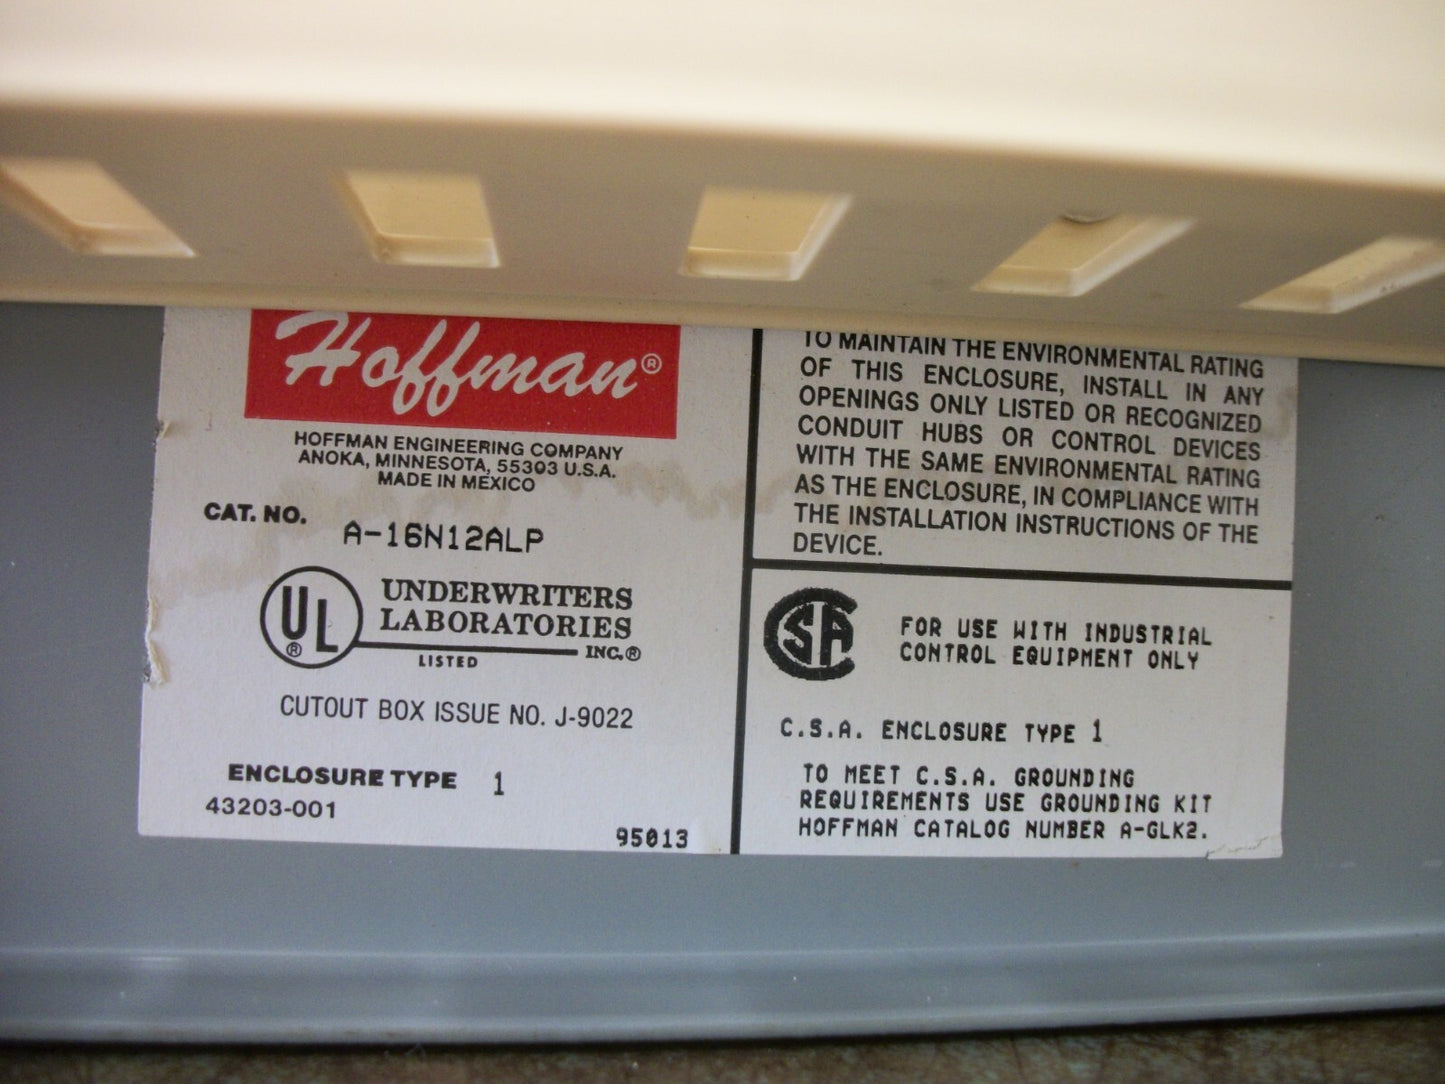 Hoffman®
HOFFMAN ENGINEERING COMPANY
ANOKA, MINNESOTA, 55303 U.S.A.
MADE IN MEXICO
CAT. NO. A-16N12ALP
UL®
UNDERWRITERS
LABORATORIES
INC.®
LISTED
CUTOUT BOX ISSUE NO. J-9022
ENCLOSURE TYPE 1
43203-001
95013
TO MAINTAIN THE ENVIRONMENTAL RATING
OF THIS ENCLOSURE, INSTALL IN ANY
OPENINGS ONLY LISTED OR RECOGNIZED
CONDUIT HUBS OR CONTROL DEVICES
WITH THE SAME ENVIRONMENTAL RATING
AS THE ENCLOSURE, IN COMPLIANCE WITH
THE INSTALLATION INSTRUCTIONS OF THE
DEVICE.
CSA
FOR USE WITH INDUSTRIAL
CONTROL EQUIPMENT ONLY
C.S.A. ENCLOSURE TYPE 1
TO MEET C.S.A. GROUNDING
REQUIREMENTS USE GROUNDING KIT
HOFFMAN CATALOG NUMBER A-GLK2.